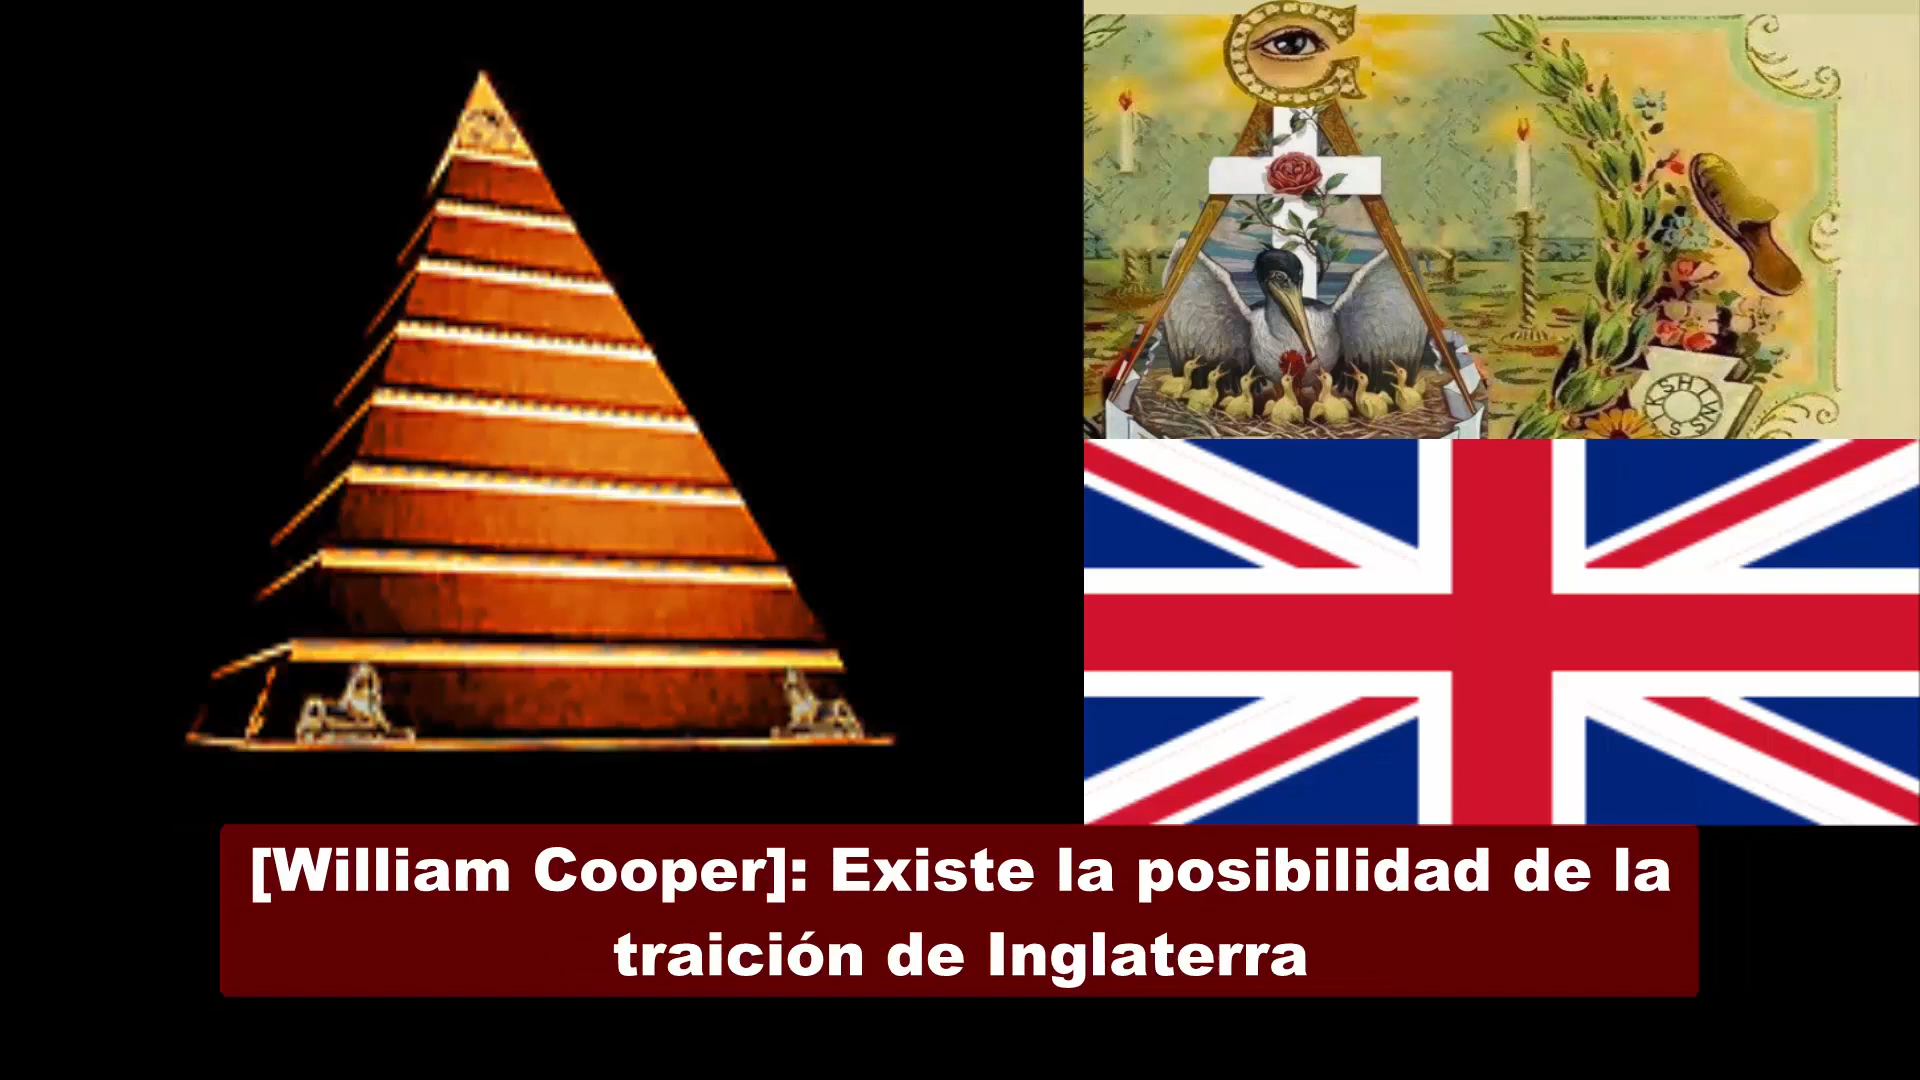 [William Cooper]: Existe la posibilidad de la
traición de Inglaterra